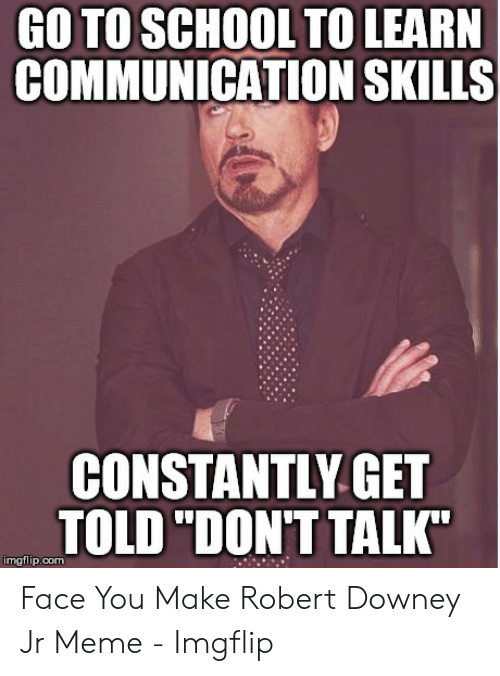 GO TO SCHOOL TO LEARN
COMMUNICATION SKILLS
CONSTANTLY GET
TOLD "DON'T TALK"
imgflip.com
Face You Make Robert Downey
Jr Meme - Imgflip